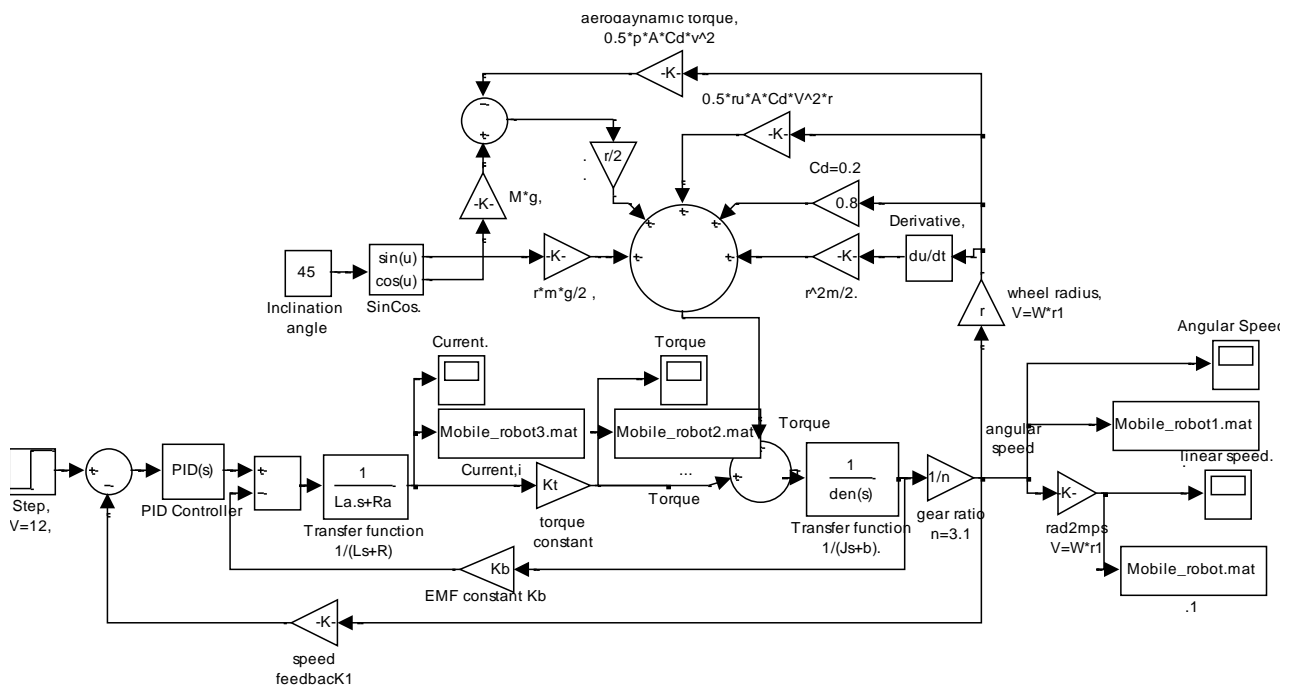 aerodaynamic torque,
0.5*p*A*Cd*v^2
-K-
0.5*ru*A*Cd*V^2*r
-K-
r/2
.
.
Cd=0.2
0.8
M*g,
-K-
Derivative,
du/dt
-K-
r^2m/2.
45
Inclination
angle
sin(u)
cos(u)
SinCos.
-K-
r*m*g/2 ,
r
wheel radius,
V=W*r1
Current.
Torque
Angular Speed
Mobile_robot3.mat
Mobile_robot2.mat
Torque
Mobile_robot1.mat
angular
speed
linear speed.
.
Step,
V=12,
PID(s)
PID Controller
1
La.s+Ra
Transfer function
1/(Ls+R)
Current,i
Kt
torque
constant
...
Torque
1
den(s)
Transfer function
1/(Js+b).
1/n
gear ratio
n=3.1
-K-
rad2mps
V=W*r1
Mobile_robot.mat
.1
Kb
EMF constant Kb
-K-
speed
feedbacK1